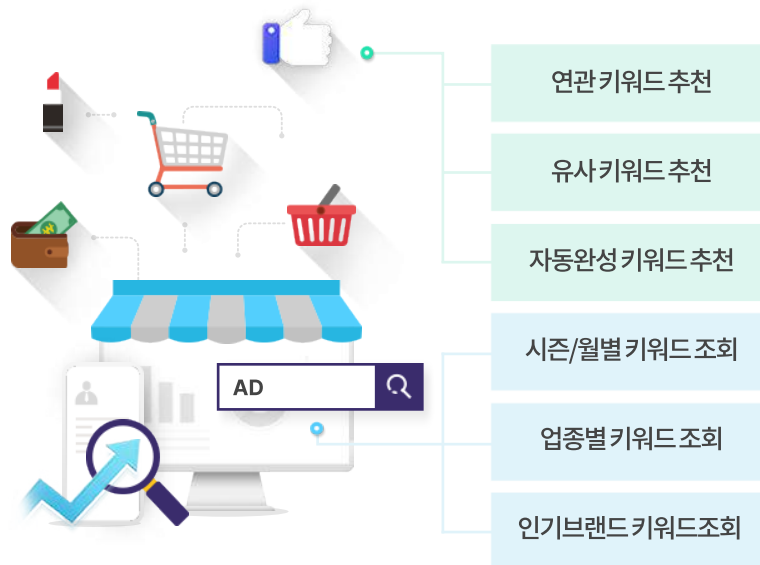 연관 키워드 추천
유사 키워드 추천
자동완성 키워드 추천
시즌/월별 키워드 조회
AD
업종별 키워드 조회
인기브랜드 키워드조회